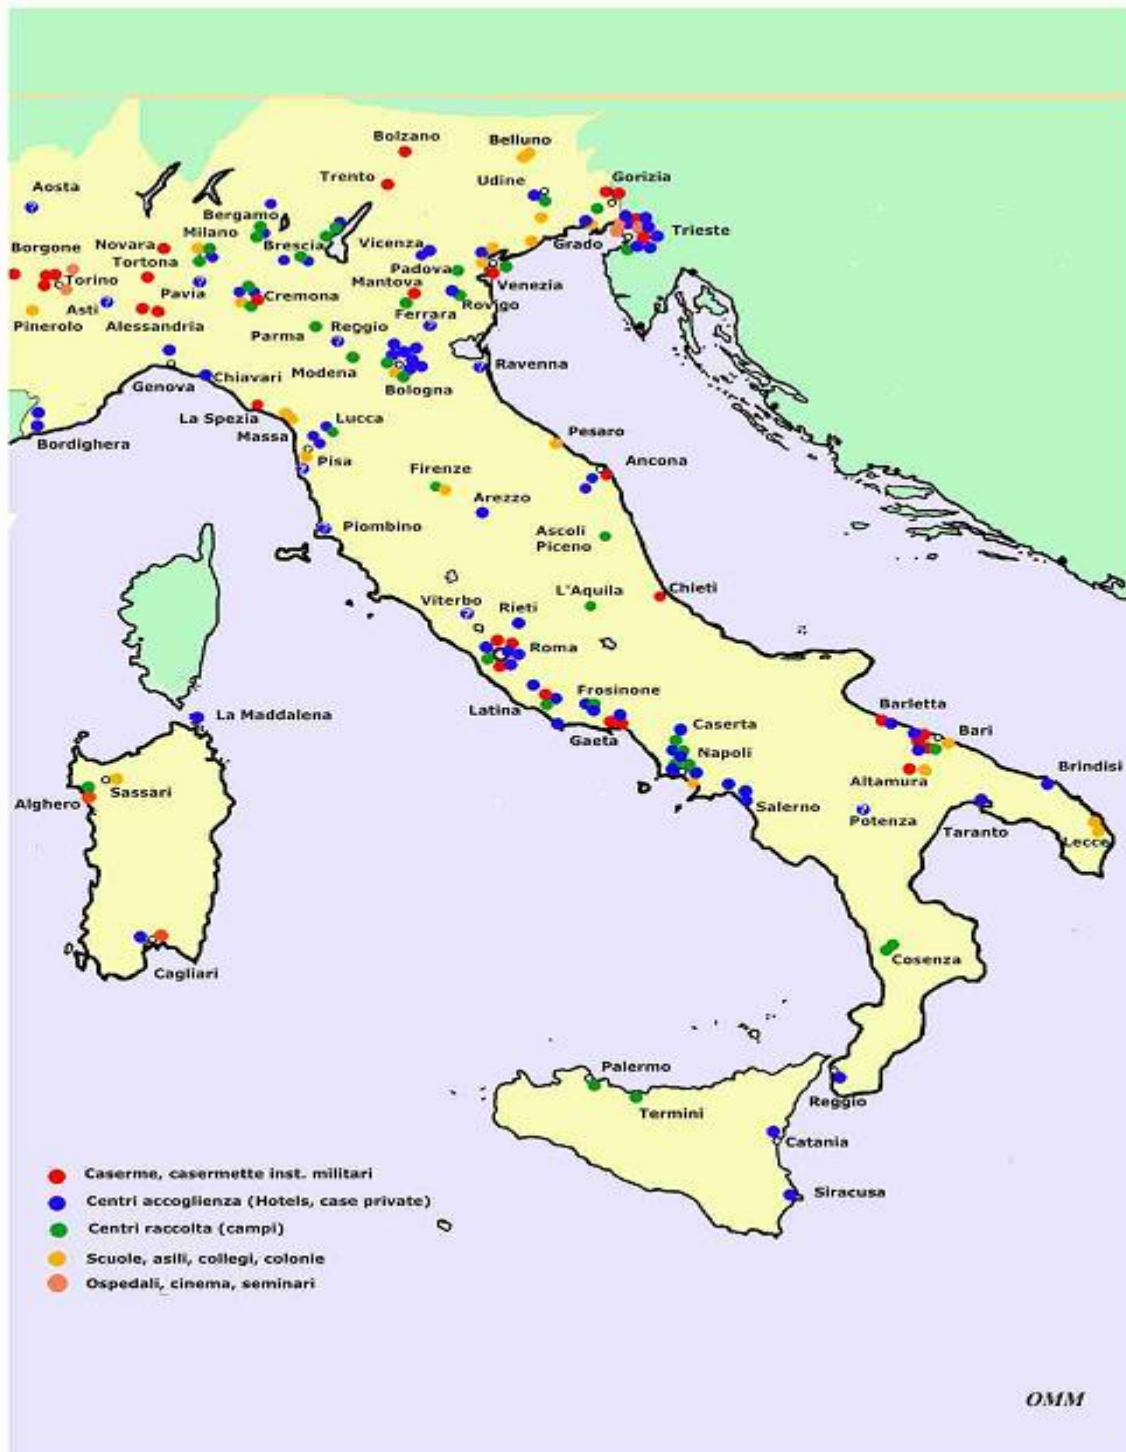 Bolzano
Belluno
Trento
Udine
Gorizia
Aosta
Bergamo
Milano
Brescia
Vicenza
Grado
Trieste
Borgone
Novara
Tortona
Torino
Padova
Mantova
Venezia
Asti
Pavia
Cremona
Rovigo
Pinerolo
Alessandria
Ferrara
Parma
Reggio
Modena
Bologna
Ravenna
Genova
Chiavari
La Spezia
Lucca
Massa
Bordighera
Pisa
Pesaro
Firenze
Ancona
Arezzo
Piombino
Ascoli
Piceno
L'Aquila
Chieti
Viterbo
Rieti
Roma
Frosinone
Latina
Gaeta
La Maddalena
Caserta
Napoli
Barletta
Bari
Brindisi
Altamura
Sassari
Alghero
Salerno
Potenza
Taranto
Lecce
Cosenza
Cagliari
Palermo
Termini
Reggio
Catania
Siracusa
Caserme, casermette inst. militari
Centri accoglienza (Hotels, case private)
Centri raccolta (campi)
Scuole, asili, collegi, colonie
Ospedali, cinema, seminari
OMM